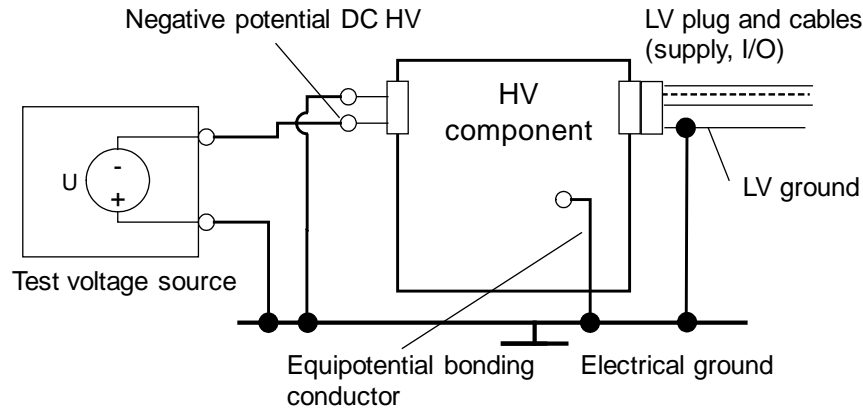 Negative potential DC HV
LV plug and cables
(supply, I/O)
HV
component
U
-
+
LV ground
Test voltage source
Equipotential bonding
conductor
Electrical ground